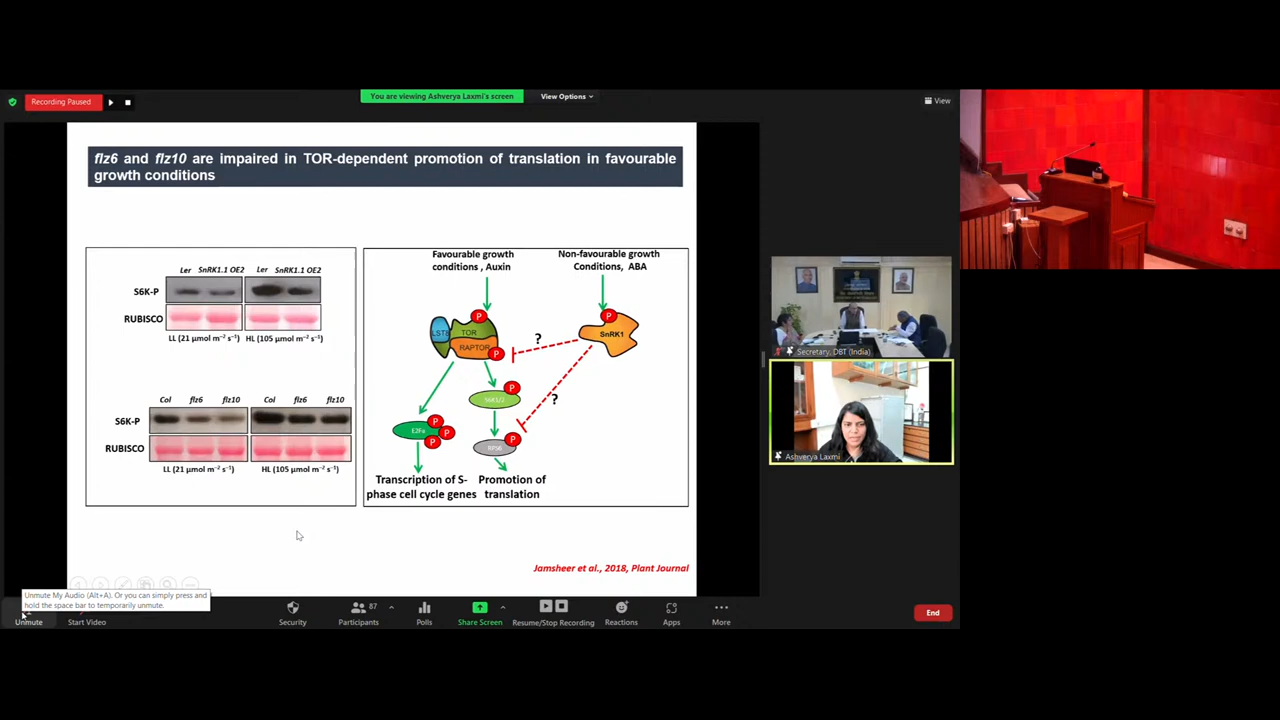 Recording Paused
You are viewing Ashverya Laxmi's screen
View Options
View
flz6 and flz10 are impaired in TOR-dependent promotion of translation in favourable
growth conditions
Ler SnRK1.1 OE2 Ler SnRK1.1 OE2
S6K-P
RUBISCO
LL (21 µmol m⁻² s⁻¹) HL (105 µmol m⁻² s⁻¹)
Col flz6 flz10 Col flz6 flz10
S6K-P
RUBISCO
LL (21 µmol m⁻² s⁻¹) HL (105 µmol m⁻² s⁻¹)
Favourable growth
conditions , Auxin
Non-favourable growth
Conditions, ABA
P
P
LST8
TOR
RAPTOR
P
SnRK1
?
P
S6K1/2
?
P
P
P
E2Fa
P
RPS6
Transcription of S-
phase cell cycle genes
Promotion of
translation
Jamsheer et al., 2018, Plant Journal
Secretary, DBT (India)
Ashverya Laxmi
Unmute My Audio (Alt+A). Or you can simply press and
hold the space bar to temporarily unmute.
Unmute
Start Video
Security
Participants
87
Polls
Share Screen
Resume/Stop Recording
Reactions
Apps
More
End